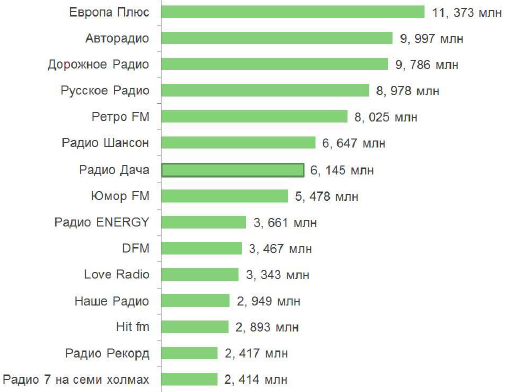 Европа Плюс 11, 373 млн
Авторадио 9, 997 млн
Дорожное Радио 9, 786 млн
Русское Радио 8, 978 млн
Ретро FM 8, 025 млн
Радио Шансон 6, 647 млн
Радио Дача 6, 145 млн
Юмор FM 5, 478 млн
Радио ENERGY 3, 661 млн
DFM 3, 467 млн
Love Radio 3, 343 млн
Наше Радио 2, 949 млн
Hit fm 2, 893 млн
Радио Рекорд 2, 417 млн
Радио 7 на семи холмах 2, 414 млн